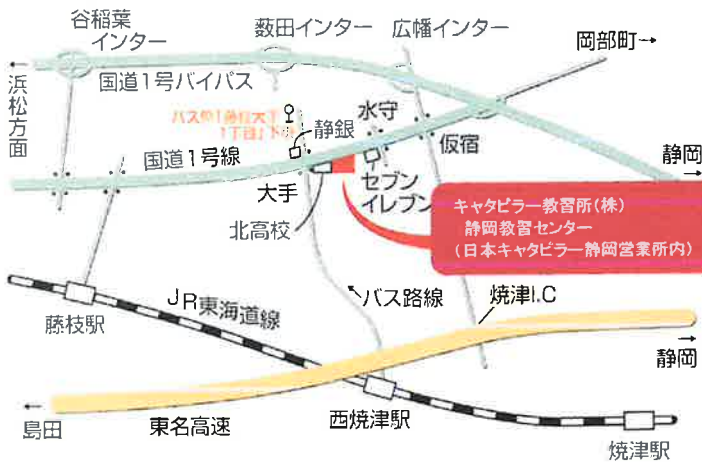 谷稲葉
インター
薮田インター
広幡インター
岡部町→
←
浜松方面
国道1号バイパス
水守
静銀
仮宿
国道1号線
静岡
→
大手
セブン
イレブン
北高校
キャタピラー教習所(株)
静岡教習センター
(日本キャタピラー静岡営業所内)
JR東海道線
バス路線
焼津I.C
藤枝駅
→
静岡
←
島田
東名高速
西焼津駅
焼津駅